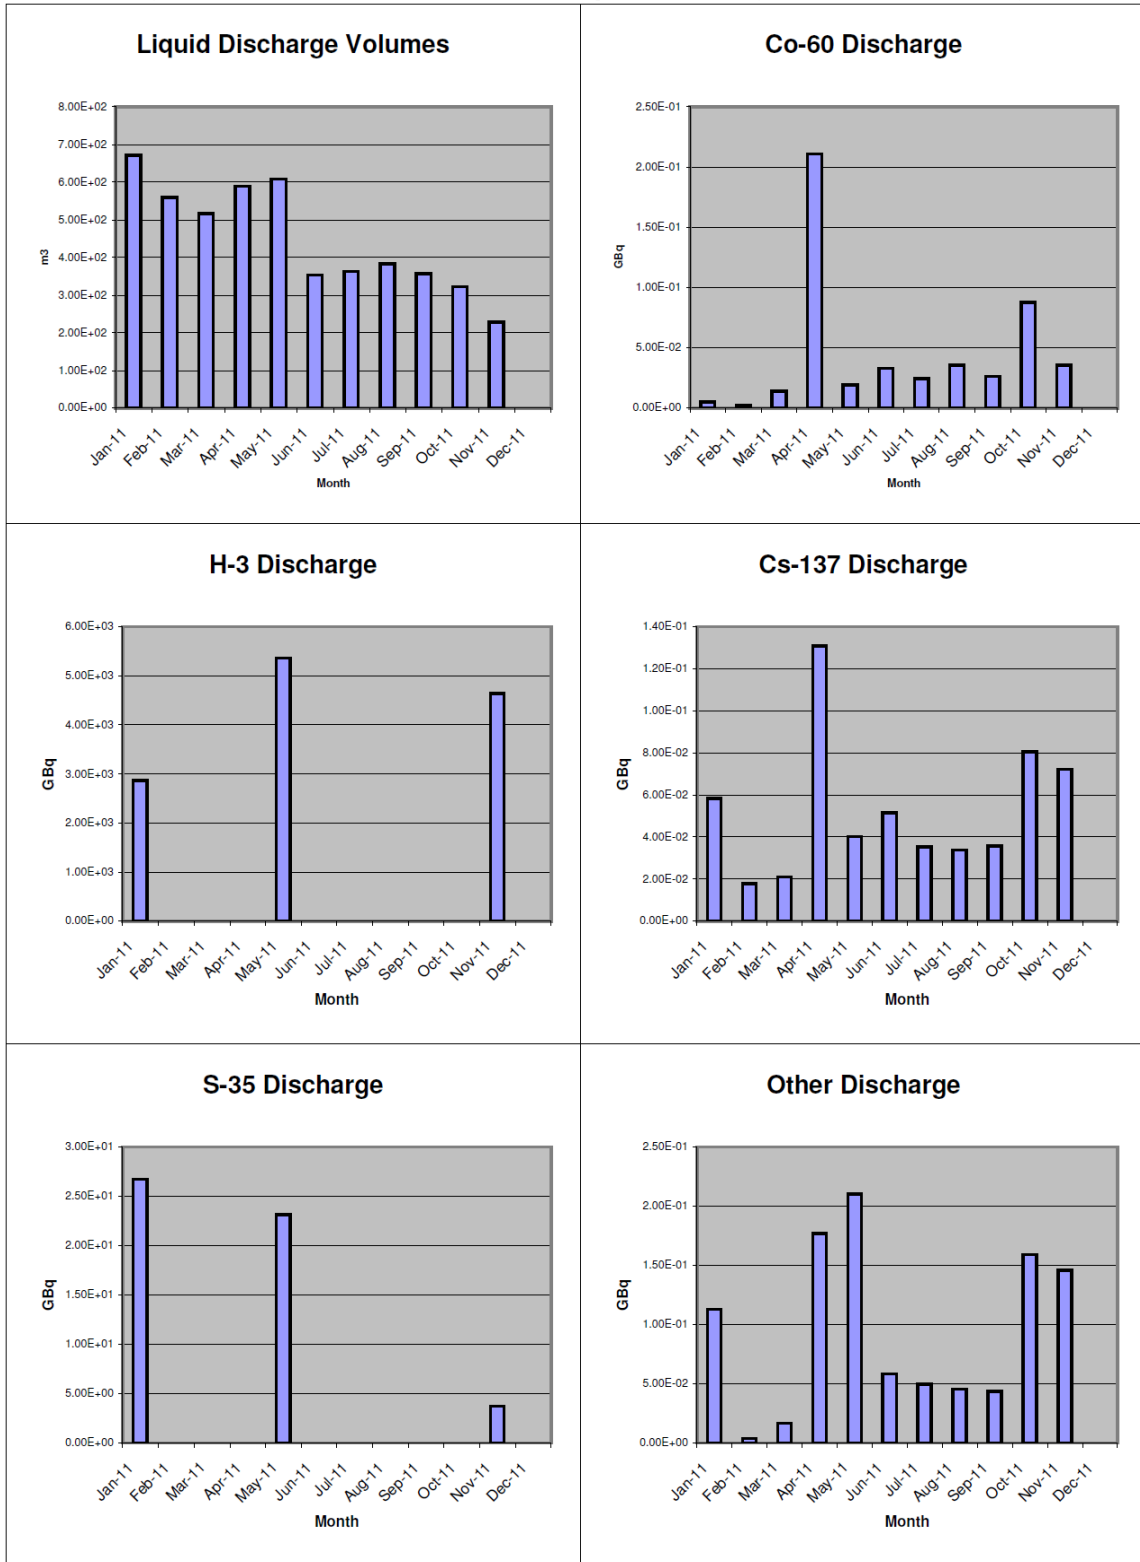 Liquid Discharge Volumes
8.00E+02
7.00E+02
6.00E+02
5.00E+02
4.00E+02
3.00E+02
2.00E+02
1.00E+02
0.00E+00
m3
Jan-11 Feb-11 Mar-11 Apr-11 May-11 Jun-11 Jul-11 Aug-11 Sep-11 Oct-11 Nov-11 Dec-11
Month
Co-60 Discharge
2.50E-01
2.00E-01
1.50E-01
1.00E-01
5.00E-02
0.00E+00
GBq
Jan-11 Feb-11 Mar-11 Apr-11 May-11 Jun-11 Jul-11 Aug-11 Sep-11 Oct-11 Nov-11 Dec-11
Month
H-3 Discharge
6.00E+03
5.00E+03
4.00E+03
3.00E+03
2.00E+03
1.00E+03
0.00E+00
GBq
Jan-11 Feb-11 Mar-11 Apr-11 May-11 Jun-11 Jul-11 Aug-11 Sep-11 Oct-11 Nov-11 Dec-11
Month
Cs-137 Discharge
1.40E-01
1.20E-01
1.00E-01
8.00E-02
6.00E-02
4.00E-02
2.00E-02
0.00E+00
GBq
Jan-11 Feb-11 Mar-11 Apr-11 May-11 Jun-11 Jul-11 Aug-11 Sep-11 Oct-11 Nov-11 Dec-11
Month
S-35 Discharge
3.00E+01
2.50E+01
2.00E+01
1.50E+01
1.00E+01
5.00E+00
0.00E+00
GBq
Jan-11 Feb-11 Mar-11 Apr-11 May-11 Jun-11 Jul-11 Aug-11 Sep-11 Oct-11 Nov-11 Dec-11
Month
Other Discharge
2.50E-01
2.00E-01
1.50E-01
1.00E-01
5.00E-02
0.00E+00
GBq
Jan-11 Feb-11 Mar-11 Apr-11 May-11 Jun-11 Jul-11 Aug-11 Sep-11 Oct-11 Nov-11 Dec-11
Month